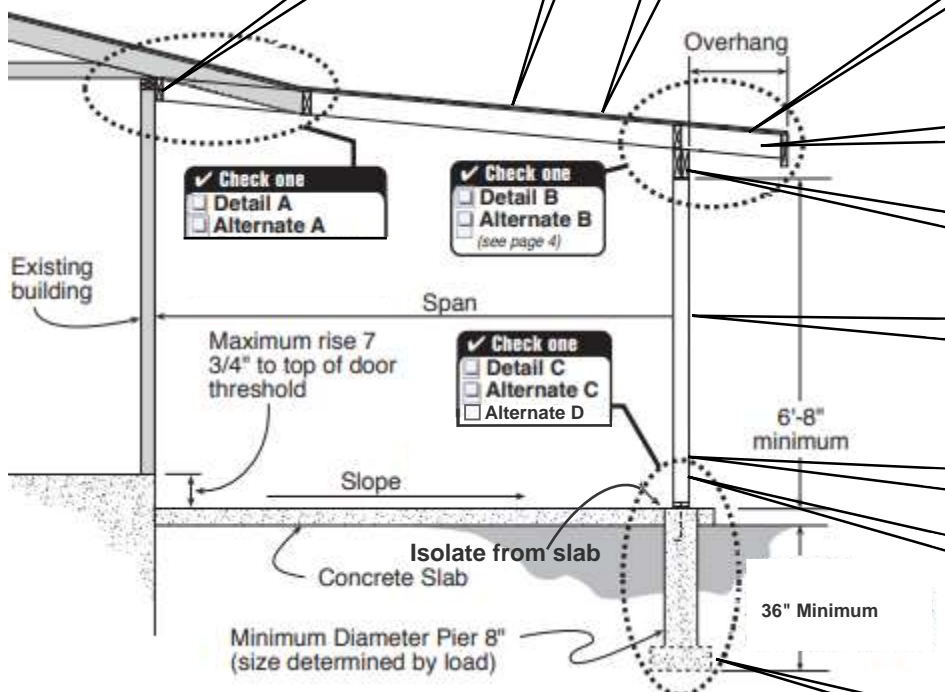 Overhang
✔ Check one
Detail A
Alternate A
✔ Check one
Detail B
Alternate B
(see page 4)
Existing
building
Span
Maximum rise 7
3/4" to top of door
threshold
✔ Check one
Detail C
Alternate C
Alternate D
6'-8"
minimum
Slope
Isolate from slab
Concrete Slab
36" Minimum
Minimum Diameter Pier 8"
(size determined by load)